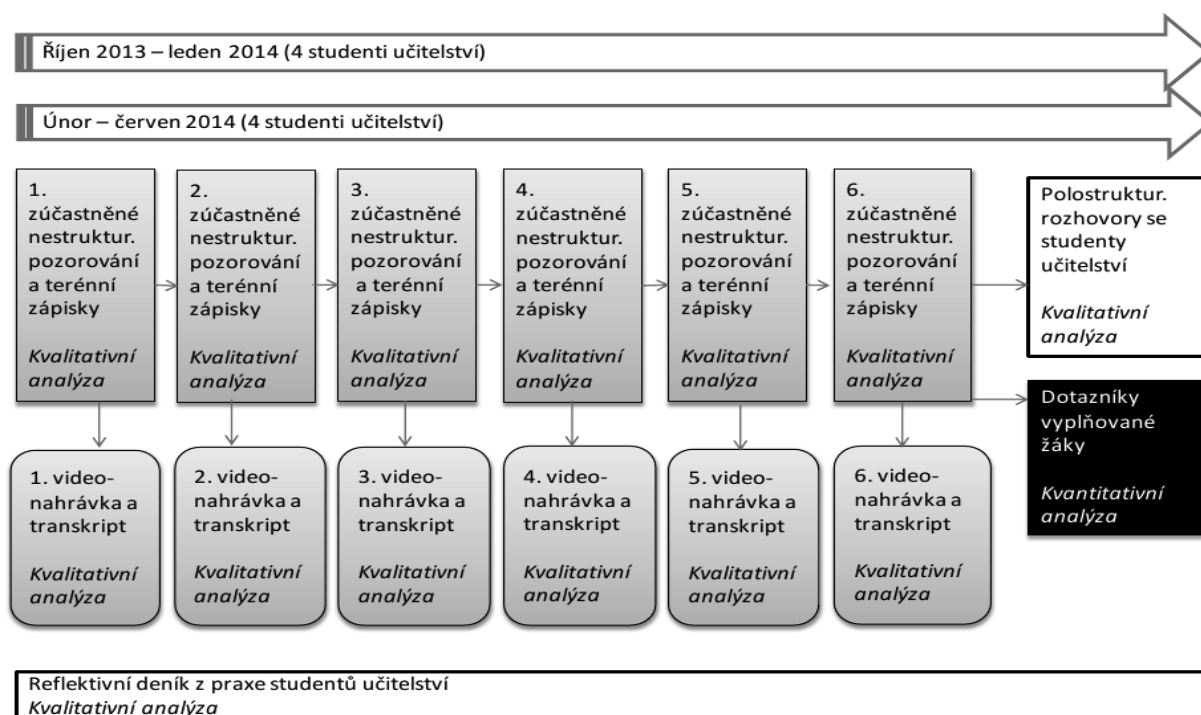 Říjen 2013 – leden 2014 (4 studenti učitelství)
Únor – červen 2014 (4 studenti učitelství)
1.
zúčastněné
nestruktur.
pozorování
a terénní
zápisky
Kvalitativní
analýza
2.
zúčastněné
nestruktur.
pozorování
a terénní
zápisky
Kvalitativní
analýza
3.
zúčastněné
nestruktur.
pozorování
a terénní
zápisky
Kvalitativní
analýza
4.
zúčastněné
nestruktur.
pozorování
a terénní
zápisky
Kvalitativní
analýza
5.
zúčastněné
nestruktur.
pozorování
a terénní
zápisky
Kvalitativní
analýza
6.
zúčastněné
nestruktur.
pozorování
a terénní
zápisky
Kvalitativní
analýza
Polostruktur.
rozhovory se
studenty
učitelství
Kvalitativní
analýza
Dotazníky
vyplňované
žáky
Kvantitativní
analýza
1. video-
nahrávka a
transkript
Kvalitativní
analýza
2. video-
nahrávka a
transkript
Kvalitativní
analýza
3. video-
nahrávka a
transkript
Kvalitativní
analýza
4. video-
nahrávka a
transkript
Kvalitativní
analýza
5. video-
nahrávka a
transkript
Kvalitativní
analýza
6. video-
nahrávka a
transkript
Kvalitativní
analýza
Reflektivní deník z praxe studentů učitelství
Kvalitativní analýza